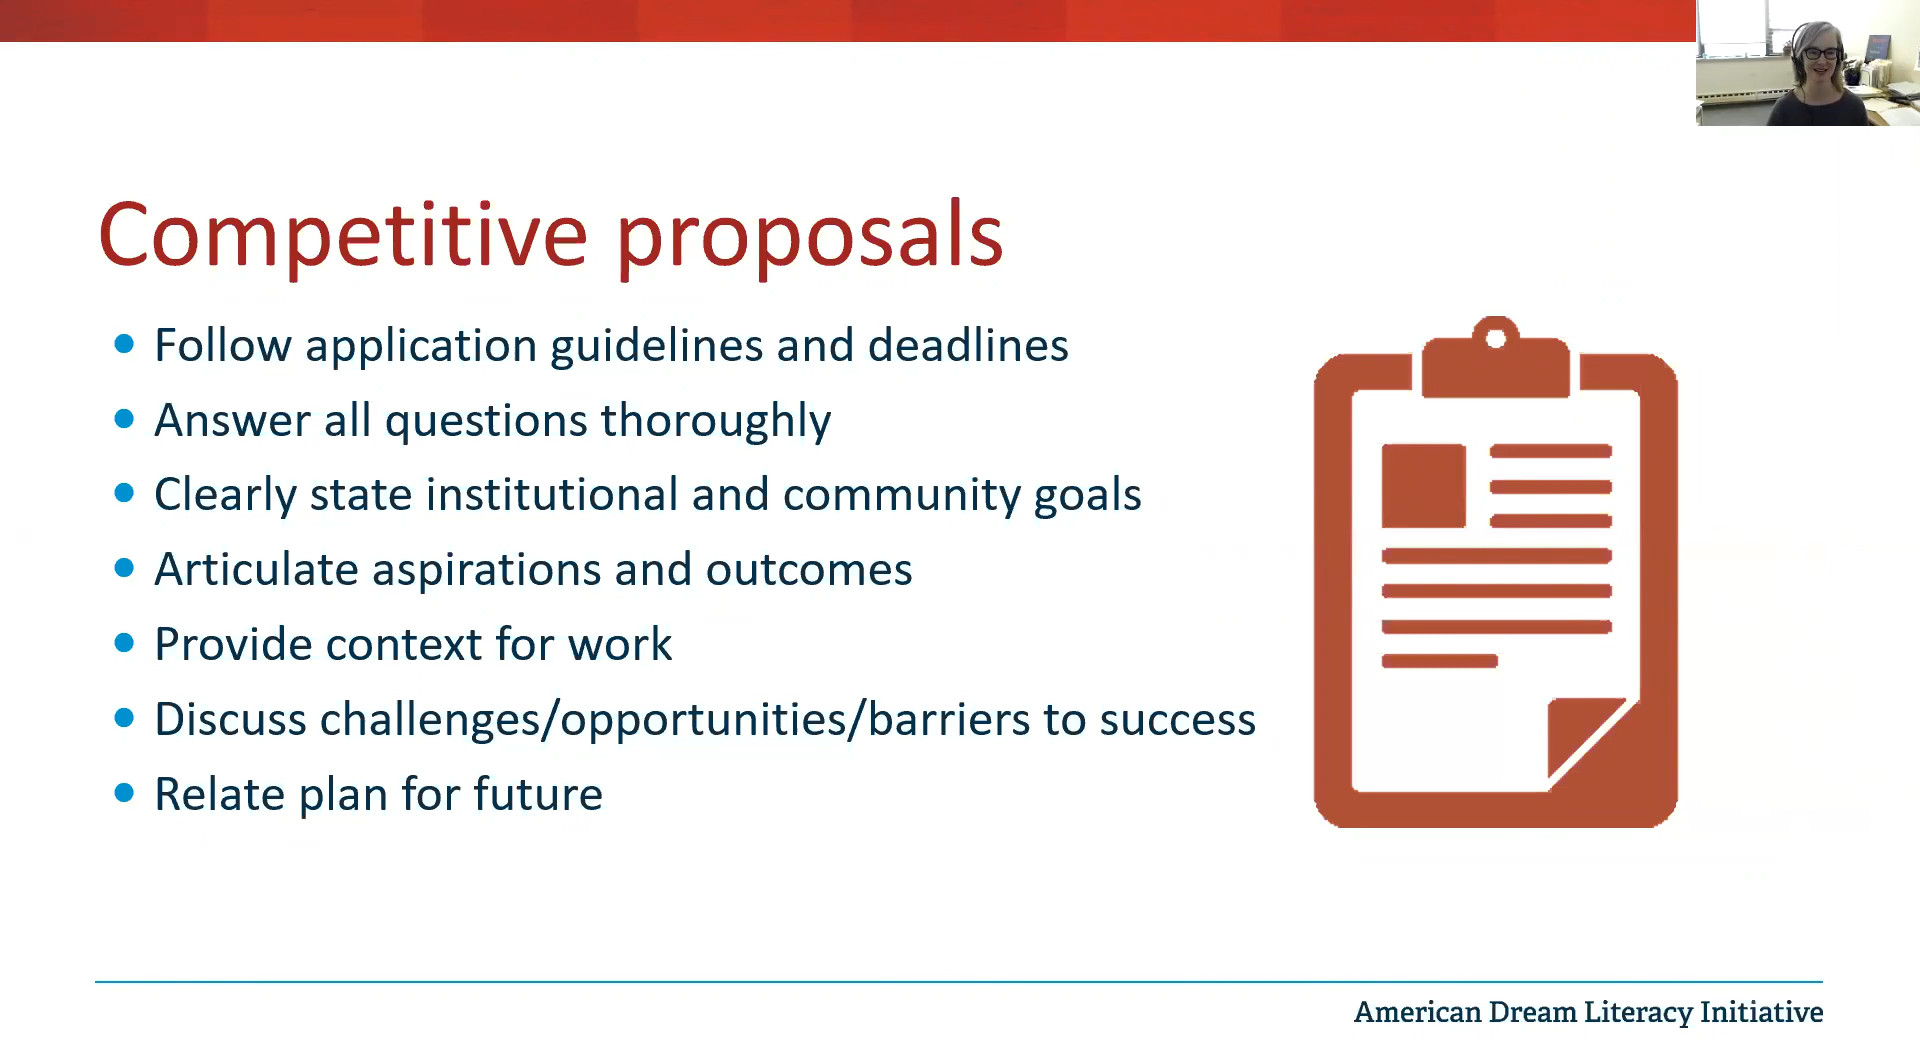 Competitive proposals
Follow application guidelines and deadlines
Answer all questions thoroughly
Clearly state institutional and community goals
Articulate aspirations and outcomes
Provide context for work
Discuss challenges/opportunities/barriers to success
Relate plan for future
American Dream Literacy Initiative